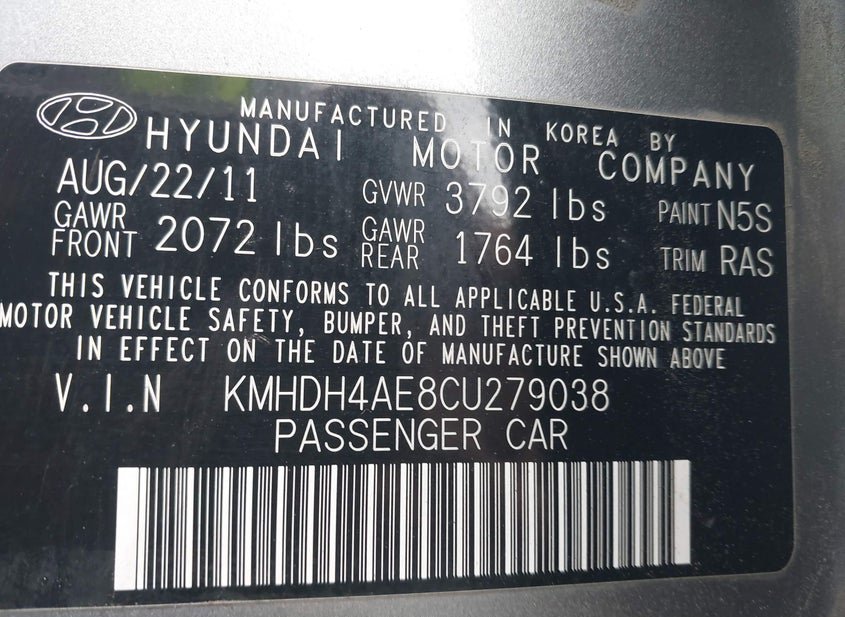 MANUFACTURED IN KOREA BY
HYUNDAI MOTOR COMPANY
AUG/22/11 GVWR 3792 lbs PAINT N5S
GAWR FRONT 2072 lbs GAWR REAR 1764 lbs TRIM RAS
THIS VEHICLE CONFORMS TO ALL APPLICABLE U.S.A. FEDERAL
MOTOR VEHICLE SAFETY, BUMPER, AND THEFT PREVENTION STANDARDS
IN EFFECT ON THE DATE OF MANUFACTURE SHOWN ABOVE
V.I.N KMHDH4AE8CU279038
PASSENGER CAR